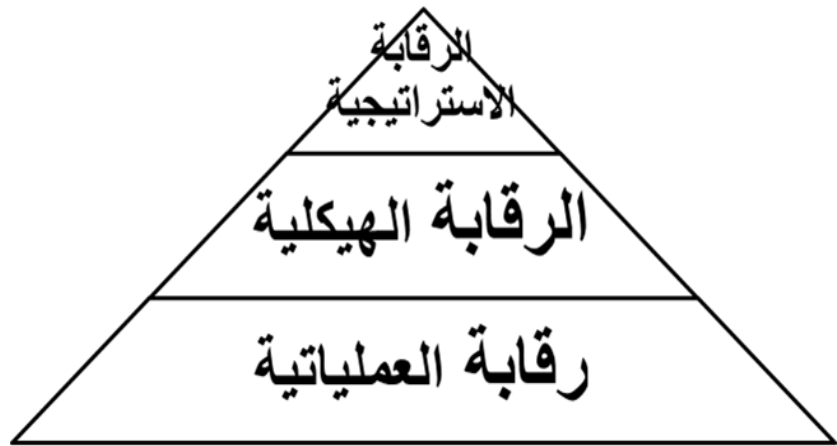 الرقابة
الاستراتيجية
الرقابة الهيكلية
رقابة العملياتية